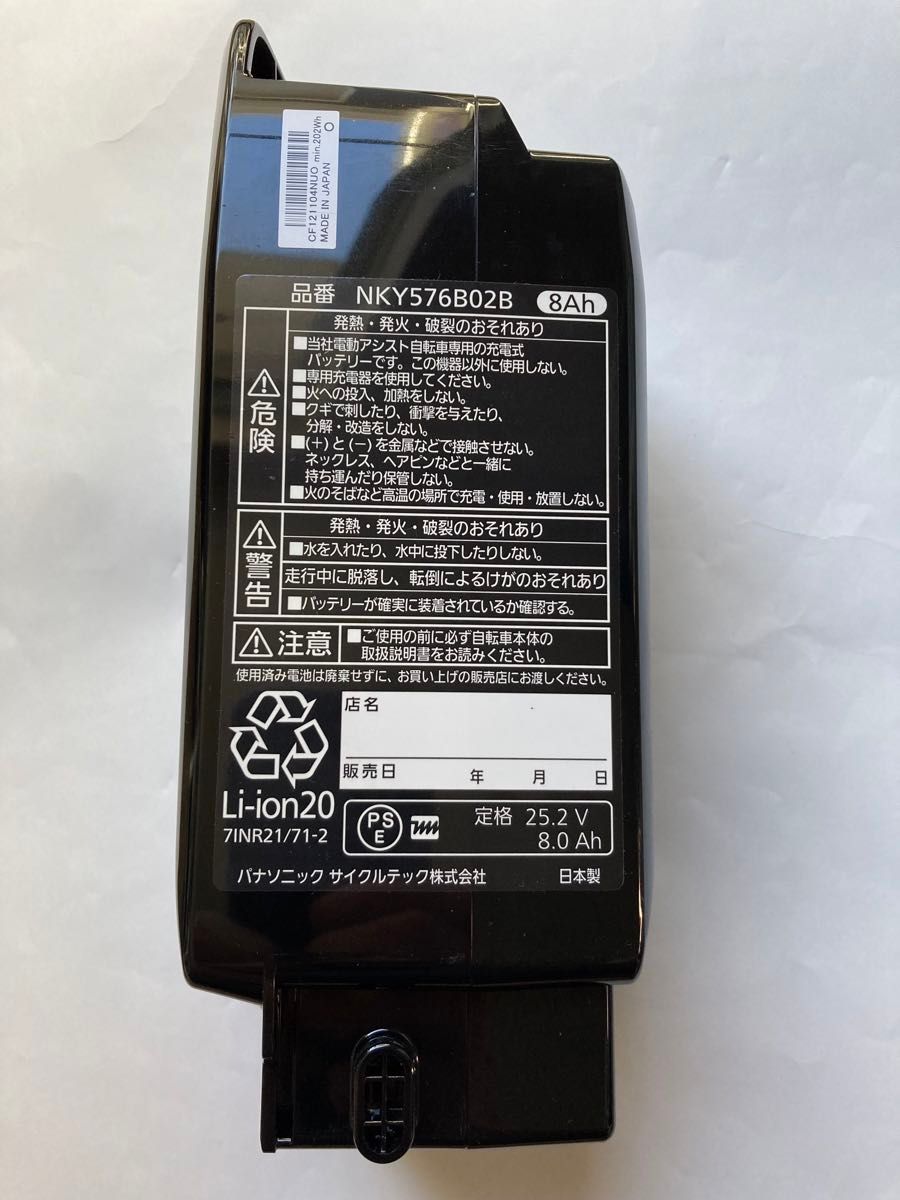 CF121104NUO min.202Wh
MADE IN JAPAN
品番 NKY576B02B 8Ah
危険
発熱・発火・破裂のおそれあり
■当社電動アシスト自転車専用の充電式
バッテリーです。この機器以外に使用しない。
■専用充電器を使用してください。
■火への投入、加熱をしない。
■クギで刺したり、衝撃を与えたり、
分解・改造をしない。
■(+)と(−)を金属などで接触させない。
ネックレス、ヘアピンなどと一緒に
持ち運んだり保管しない。
■火のそばなど高温の場所で充電・使用・放置しない。
警告
発熱・発火・破裂のおそれあり
■水を入れたり、水中に投下したりしない。
走行中に脱落し、転倒によるけがのおそれあり
■バッテリーが確実に装着されているか確認する。
注意
■ご使用の前に必ず自転車本体の
取扱説明書をお読みください。
使用済み電池は廃棄せずに、お買い上げの販売店にお渡しください。
店名
販売日 年 月 日
Li-ion20
7INR21/71-2
PS
E
定格 25.2 V
8.0 Ah
パナソニック サイクルテック株式会社 日本製